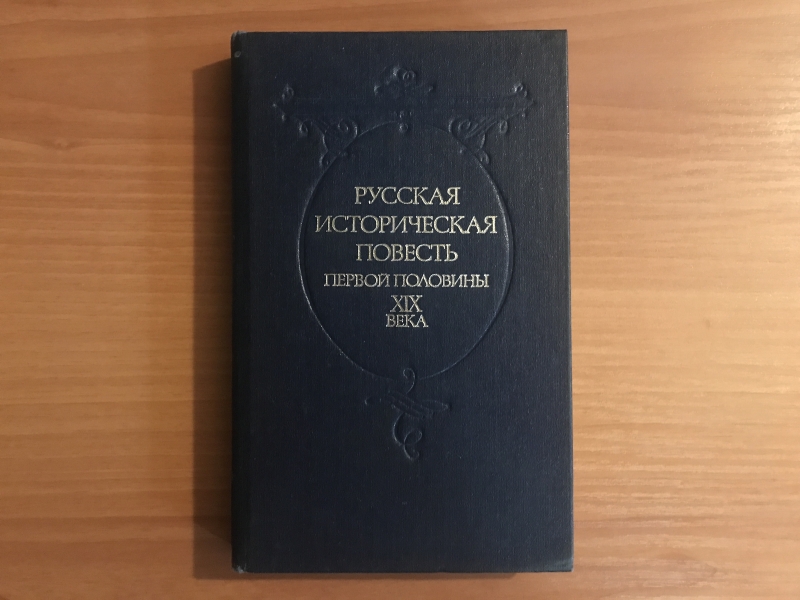 РУССКАЯ
ИСТОРИЧЕСКАЯ
ПОВЕСТЬ
ПЕРВОЙ ПОЛОВИНЫ
XIX
ВЕКА